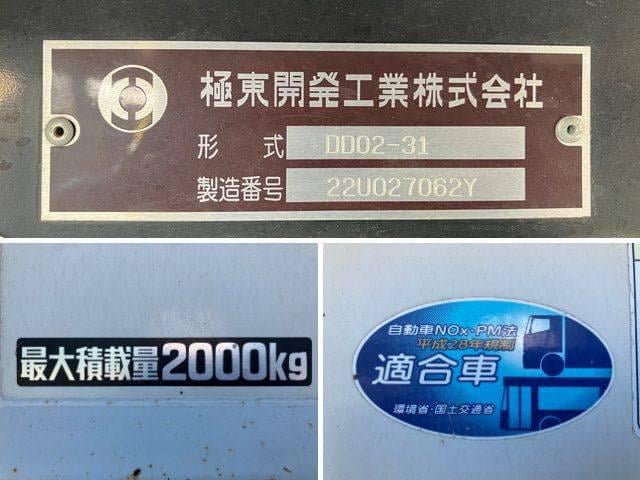 極東開発工業株式会社
形 式 DD02-31
製造番号 22U027062Y
最大積載量2000kg
自動車NOx・PM法
平成28年規制
適合車
環境省・国土交通省